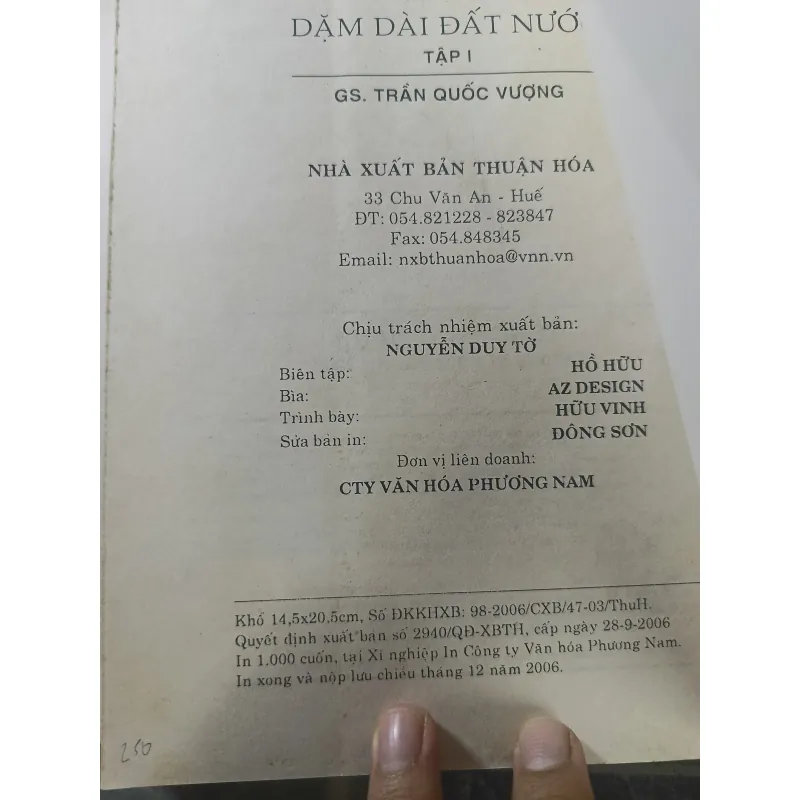 DẶM DÀI ĐẤT NƯỚ
TẬP I
GS. TRẦN QUỐC VƯỢNG
NHÀ XUẤT BẢN THUẬN HÓA
33 Chu Văn An - Huế
ĐT: 054.821228 - 823847
Fax: 054.848345
Email: nxbthuanhoa@vnn.vn
Chịu trách nhiệm xuất bản:
NGUYỄN DUY TỜ
Biên tập: HỒ HỮU
Bìa: AZ DESIGN
Trình bày: HỮU VINH
Sửa bản in: ĐÔNG SƠN
Đơn vị liên doanh:
CTY VĂN HÓA PHƯƠNG NAM
Khổ 14,5x20,5cm, Số ĐKKHXB: 98-2006/CXB/47-03/ThuH.
Quyết định xuất bản số 2940/QĐ-XBTH, cấp ngày 28-9-2006
In 1.000 cuốn, tại Xí nghiệp In Công ty Văn hóa Phương Nam.
In xong và nộp lưu chiểu tháng 12 năm 2006.
250